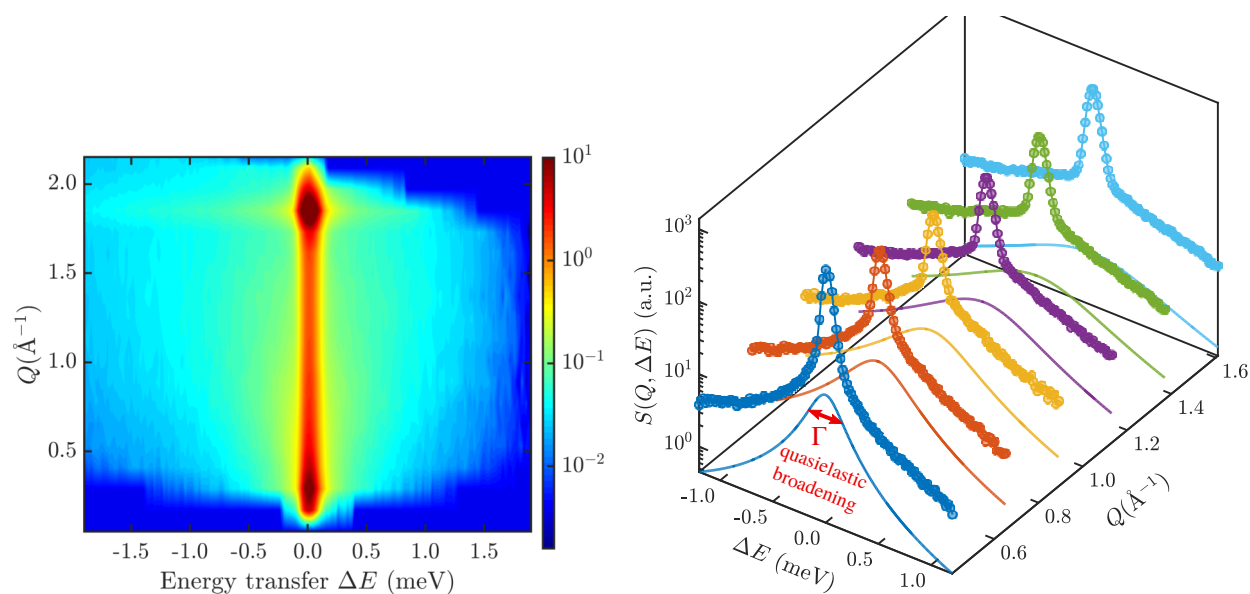 2.0
1.5
1.0
0.5
Q(Å⁻¹)
-1.5 -1.0 -0.5 0.0 0.5 1.0 1.5
Energy transfer ΔE (meV)
10¹
10⁰
10⁻¹
10⁻²
10³
10²
10¹
10⁰
S(Q, ΔE) (a.u.)
Γ
quasielastic
broadening
-1.0
-0.5
0.0
0.5
1.0
ΔE (meV)
0.6
0.8
1.0
1.2
1.4
1.6
Q(Å⁻¹)